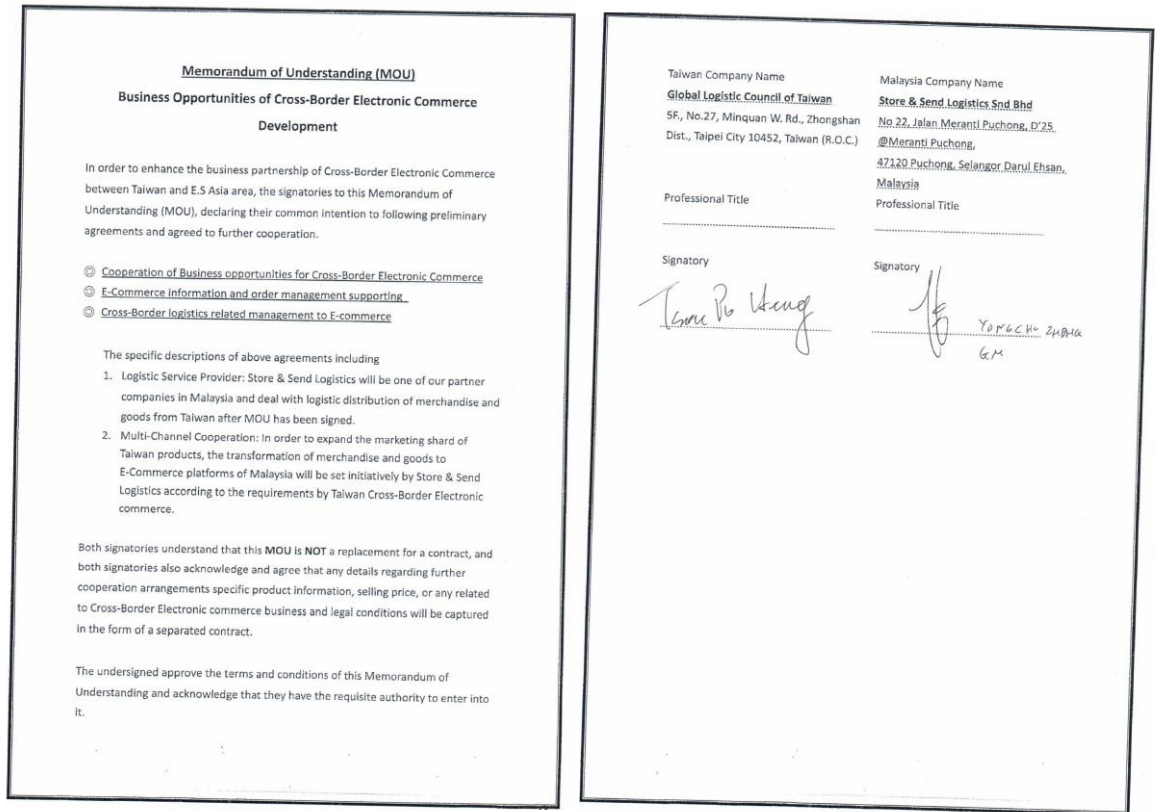 Memorandum of Understanding (MOU)
Business Opportunities of Cross-Border Electronic Commerce
Development
In order to enhance the business partnership of Cross-Border Electronic Commerce
between Taiwan and E.S Asia area, the signatories to this Memorandum of
Understanding (MOU), declaring their common intention to following preliminary
agreements and agreed to further cooperation.
◎ Cooperation of Business opportunities for Cross-Border Electronic Commerce
◎ E-Commerce information and order management supporting
◎ Cross-Border logistics related management to E-commerce
The specific descriptions of above agreements including
1. Logistic Service Provider: Store & Send Logistics will be one of our partner
companies in Malaysia and deal with logistic distribution of merchandise and
goods from Taiwan after MOU has been signed.
2. Multi-Channel Cooperation: In order to expand the marketing shard of
Taiwan products, the transformation of merchandise and goods to
E-Commerce platforms of Malaysia will be set initiatively by Store & Send
Logistics according to the requirements by Taiwan Cross-Border Electronic
commerce.
Both signatories understand that this MOU is NOT a replacement for a contract, and
both signatories also acknowledge and agree that any details regarding further
cooperation arrangements specific product information, selling price, or any related
to Cross-Border Electronic commerce business and legal conditions will be captured
in the form of a separated contract.
The undersigned approve the terms and conditions of this Memorandum of
Understanding and acknowledge that they have the requisite authority to enter into
it.
Taiwan Company Name
Global Logistic Council of Taiwan
5F., No.27, Minquan W. Rd., Zhongshan
Dist., Taipei City 10452, Taiwan (R.O.C.)
Professional Title
Signatory
Malaysia Company Name
Store & Send Logistics Snd Bhd
No 22, Jalan Meranti Puchong, D'25
@Meranti Puchong,
47120 Puchong, Selangor Darul Ehsan,
Malaysia
Professional Title
Signatory
GM